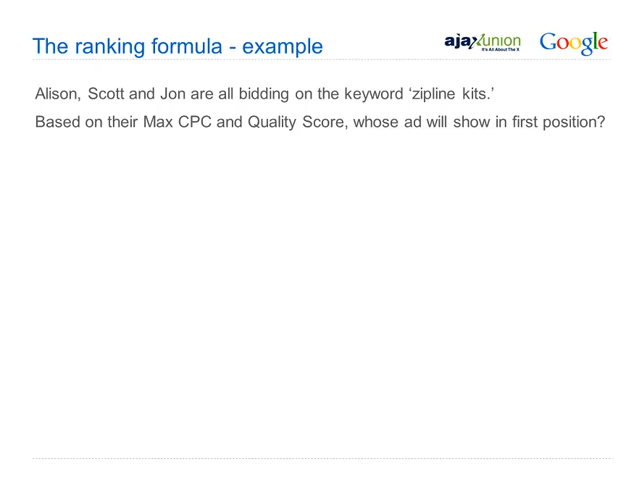 The ranking formula - example
ajaxunion
It's All About The X
Google
Alison, Scott and Jon are all bidding on the keyword ‘zipline kits.’
Based on their Max CPC and Quality Score, whose ad will show in first position?